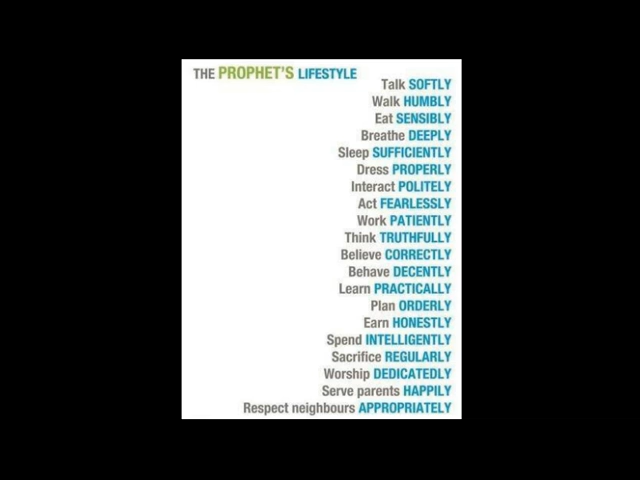 THE PROPHET'S LIFESTYLE
Talk SOFTLY
Walk HUMBLY
Eat SENSIBLY
Breathe DEEPLY
Sleep SUFFICIENTLY
Dress PROPERLY
Interact POLITELY
Act FEARLESSLY
Work PATIENTLY
Think TRUTHFULLY
Believe CORRECTLY
Behave DECENTLY
Learn PRACTICALLY
Plan ORDERLY
Earn HONESTLY
Spend INTELLIGENTLY
Sacrifice REGULARLY
Worship DEDICATEDLY
Serve parents HAPPILY
Respect neighbours APPROPRIATELY